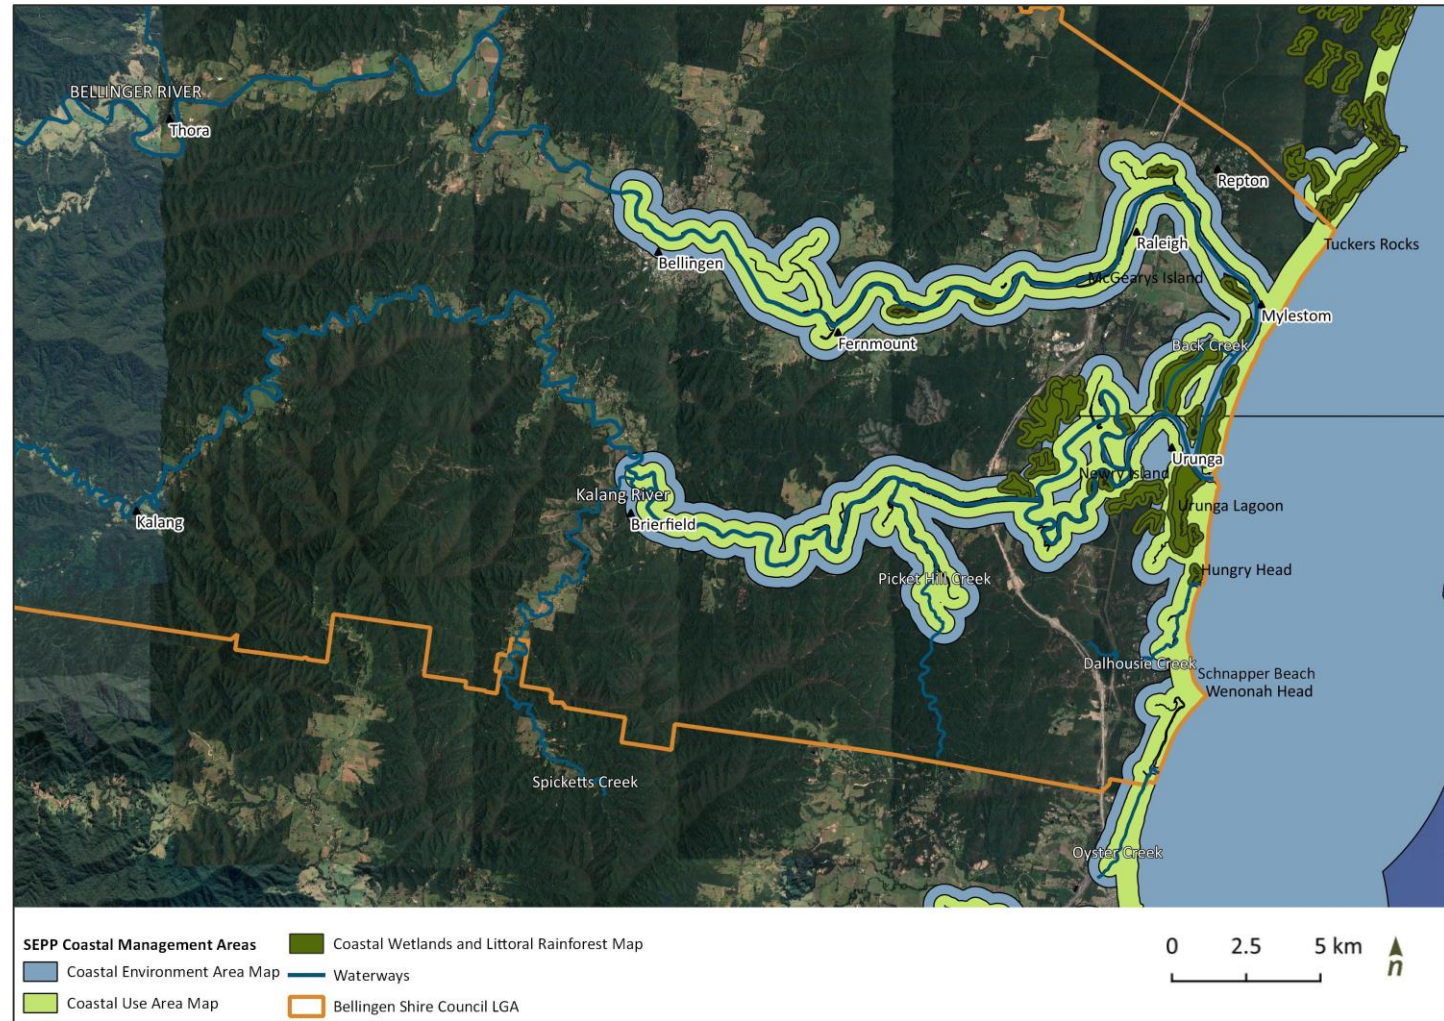 BELLINGER RIVER
Thora
Repton
Tuckers Rocks
Raleigh
Bellingen
McGearys Island
Mylestom
Fernmount
Back Creek
Urunga
Newry Island
Kalang River
Urunga Lagoon
Kalang
Brierfield
Hungry Head
Picket Hill Creek
Dalhousie Creek
Schnapper Beach
Wenonah Head
Spicketts Creek
Oyster Creek
SEPP Coastal Management Areas
Coastal Environment Area Map
Coastal Use Area Map
Coastal Wetlands and Littoral Rainforest Map
Waterways
Bellingen Shire Council LGA
0 2.5 5 km
n